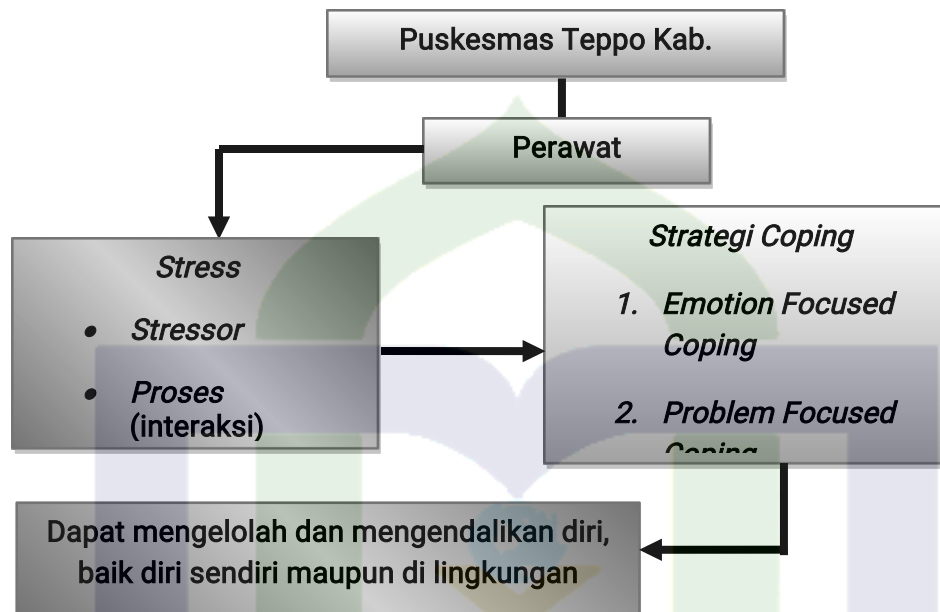 Puskesmas Teppo Kab.
Perawat
Stress
• Stressor
• Proses
(interaksi)
Strategi Coping
1. Emotion Focused
Coping
2. Problem Focused
Coping
Dapat mengelolah dan mengendalikan diri,
baik diri sendiri maupun di lingkungan